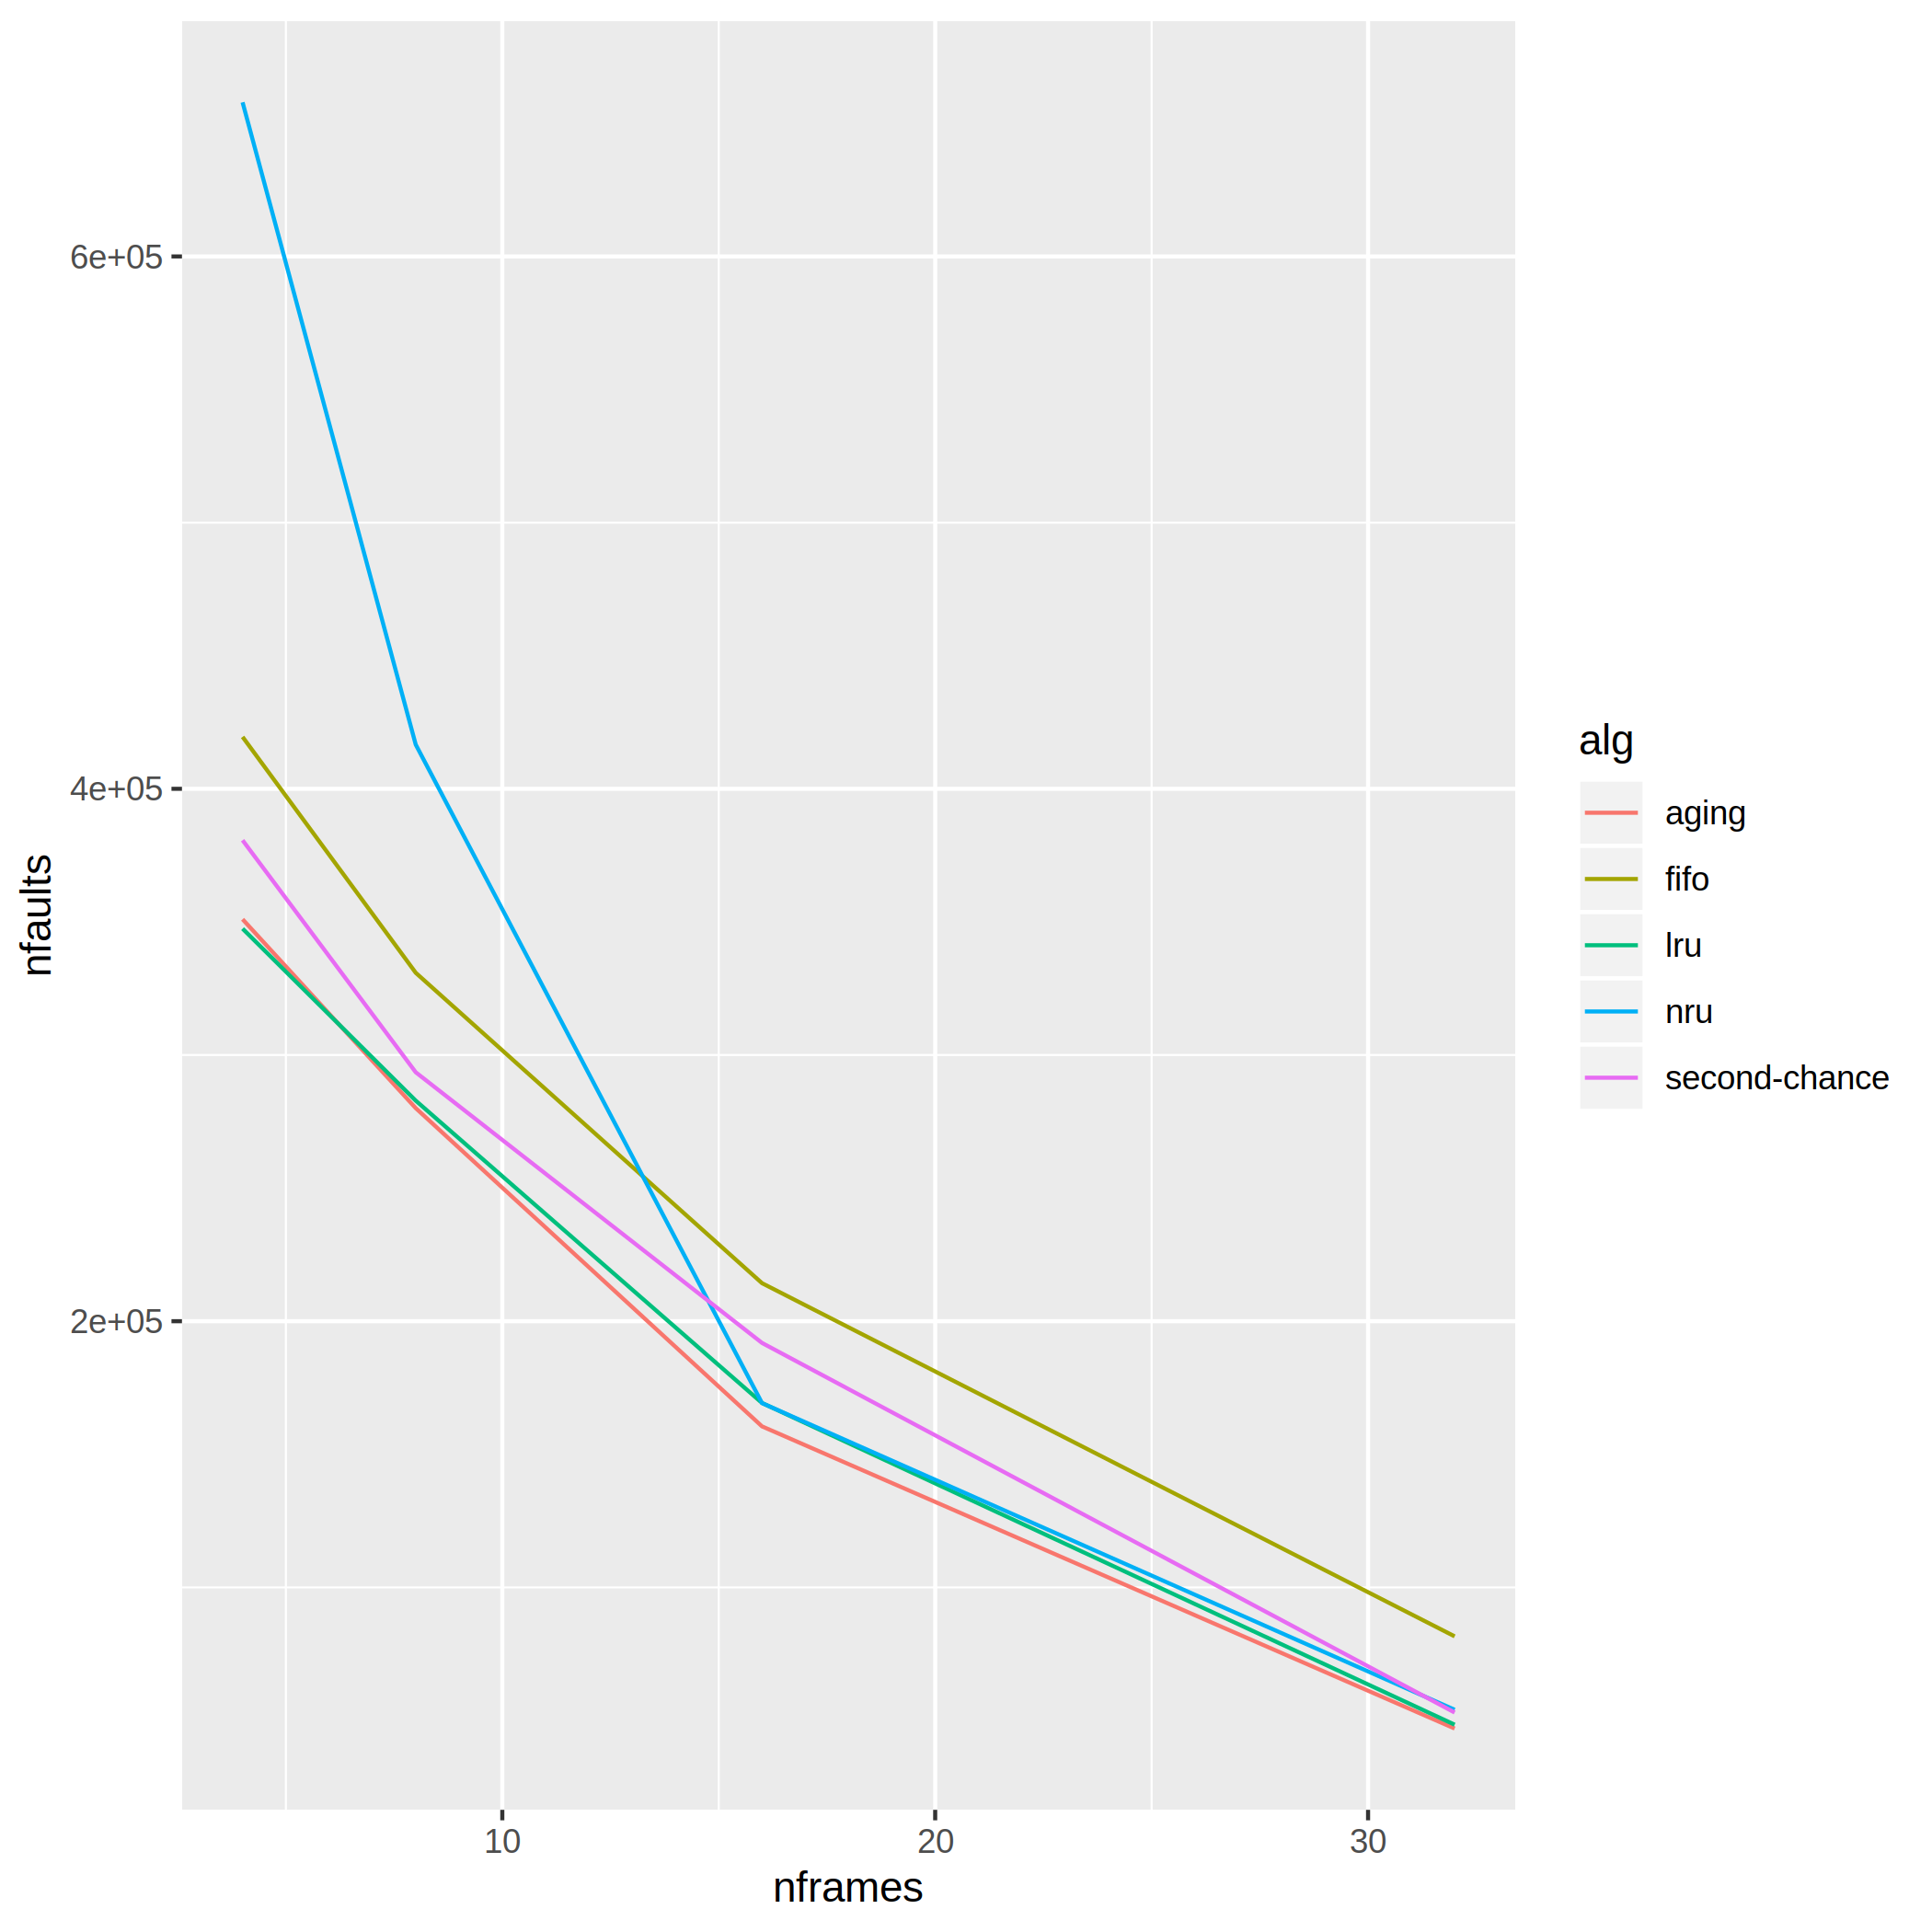 6e+05
4e+05
2e+05
nfaults
10 20 30
nframes
alg
aging
fifo
lru
nru
second-chance